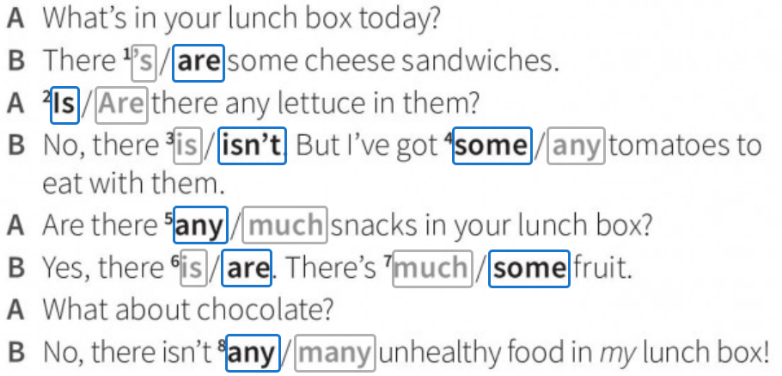 A What’s in your lunch box today?
B There ¹’s/are some cheese sandwiches.
A ²Is/Are there any lettuce in them?
B No, there ³is/isn’t. But I’ve got ⁴some/any tomatoes to
eat with them.
A Are there ⁵any/much snacks in your lunch box?
B Yes, there ⁶is/are. There’s ⁷much/some fruit.
A What about chocolate?
B No, there isn’t ⁸any/many unhealthy food in my lunch box!